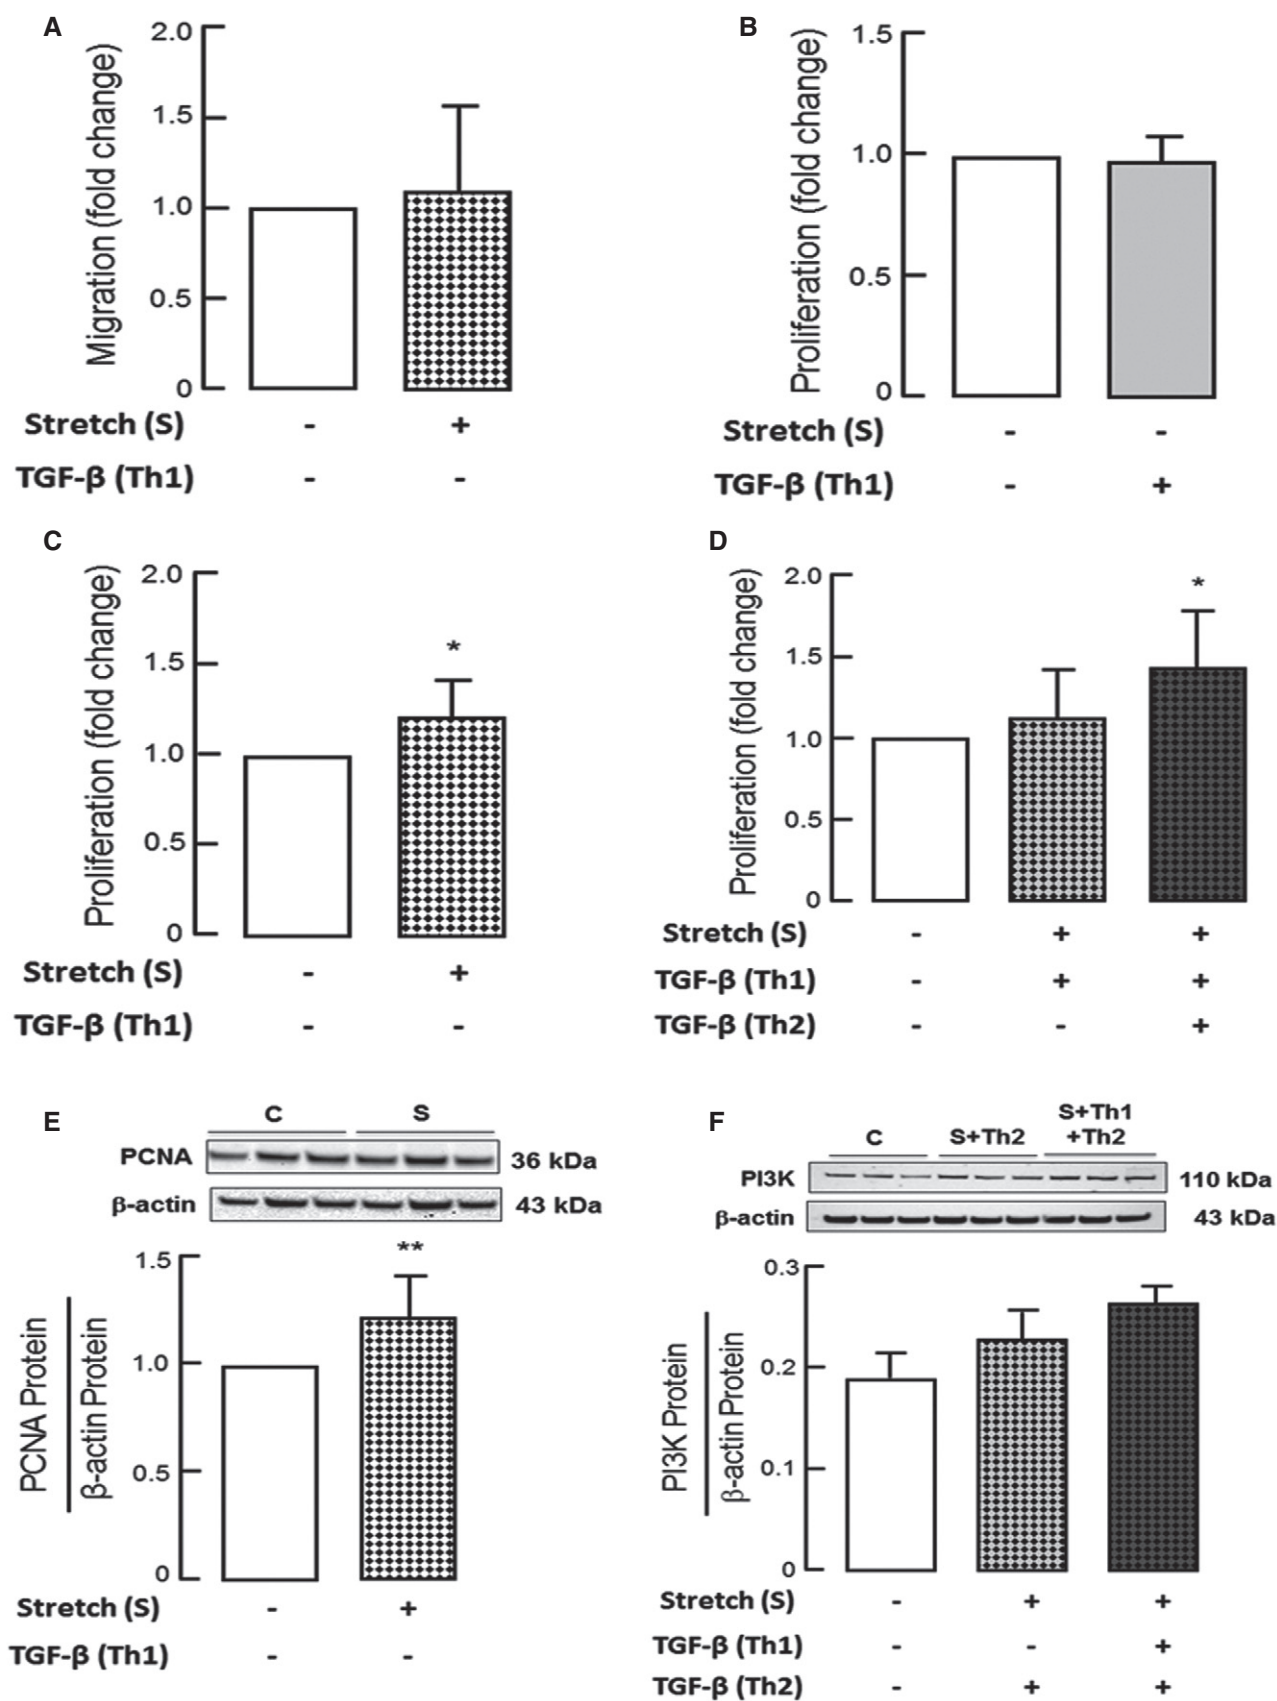 A
Migration (fold change)
2.0
1.5
1.0
0.5
0
Stretch (S) - +
TGF-β (Th1) - -
B
Proliferation (fold change)
1.5
1.0
0.5
0
Stretch (S) - -
TGF-β (Th1) - +
C
Proliferation (fold change)
2.0
1.5
1.0
0.5
0
*
Stretch (S) - +
TGF-β (Th1) - -
D
Proliferation (fold change)
2.0
1.5
1.0
0.5
0
*
Stretch (S) - + +
TGF-β (Th1) - + +
TGF-β (Th2) - - +
E
C S
PCNA 36 kDa
β-actin 43 kDa
PCNA Protein
β-actin Protein
1.5
1.0
0.5
0
**
Stretch (S) - +
TGF-β (Th1) - -
F
C S+Th2 S+Th1
+Th2
PI3K 110 kDa
β-actin 43 kDa
PI3K Protein
β-actin Protein
0.3
0.2
0.1
0
Stretch (S) - + +
TGF-β (Th1) - - +
TGF-β (Th2) - + +